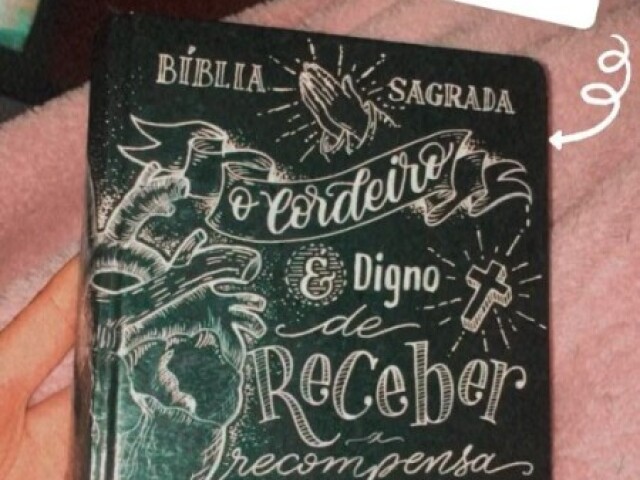 BÍBLIA SAGRADA
o Cordeiro
& Digno
de
Receber
a
recompensa